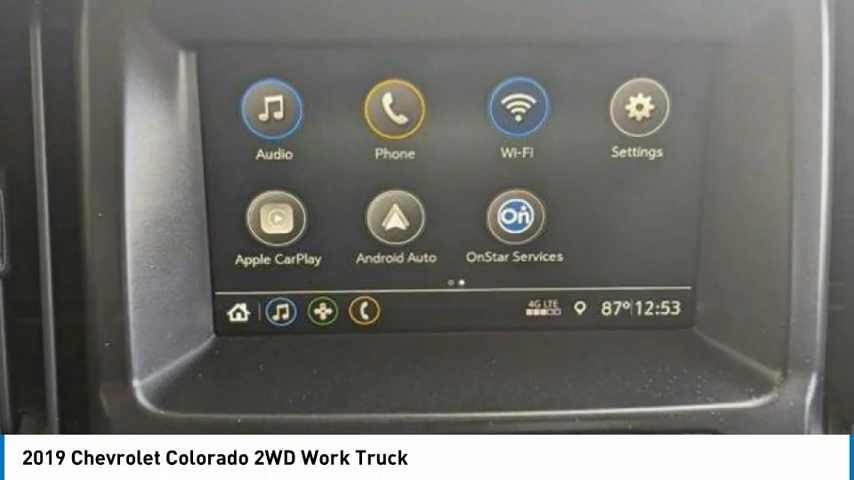 Audio Phone Wi-Fi Settings
On
Apple CarPlay Android Auto OnStar Services
4G LTE 87° 12:53
2019 Chevrolet Colorado 2WD Work Truck